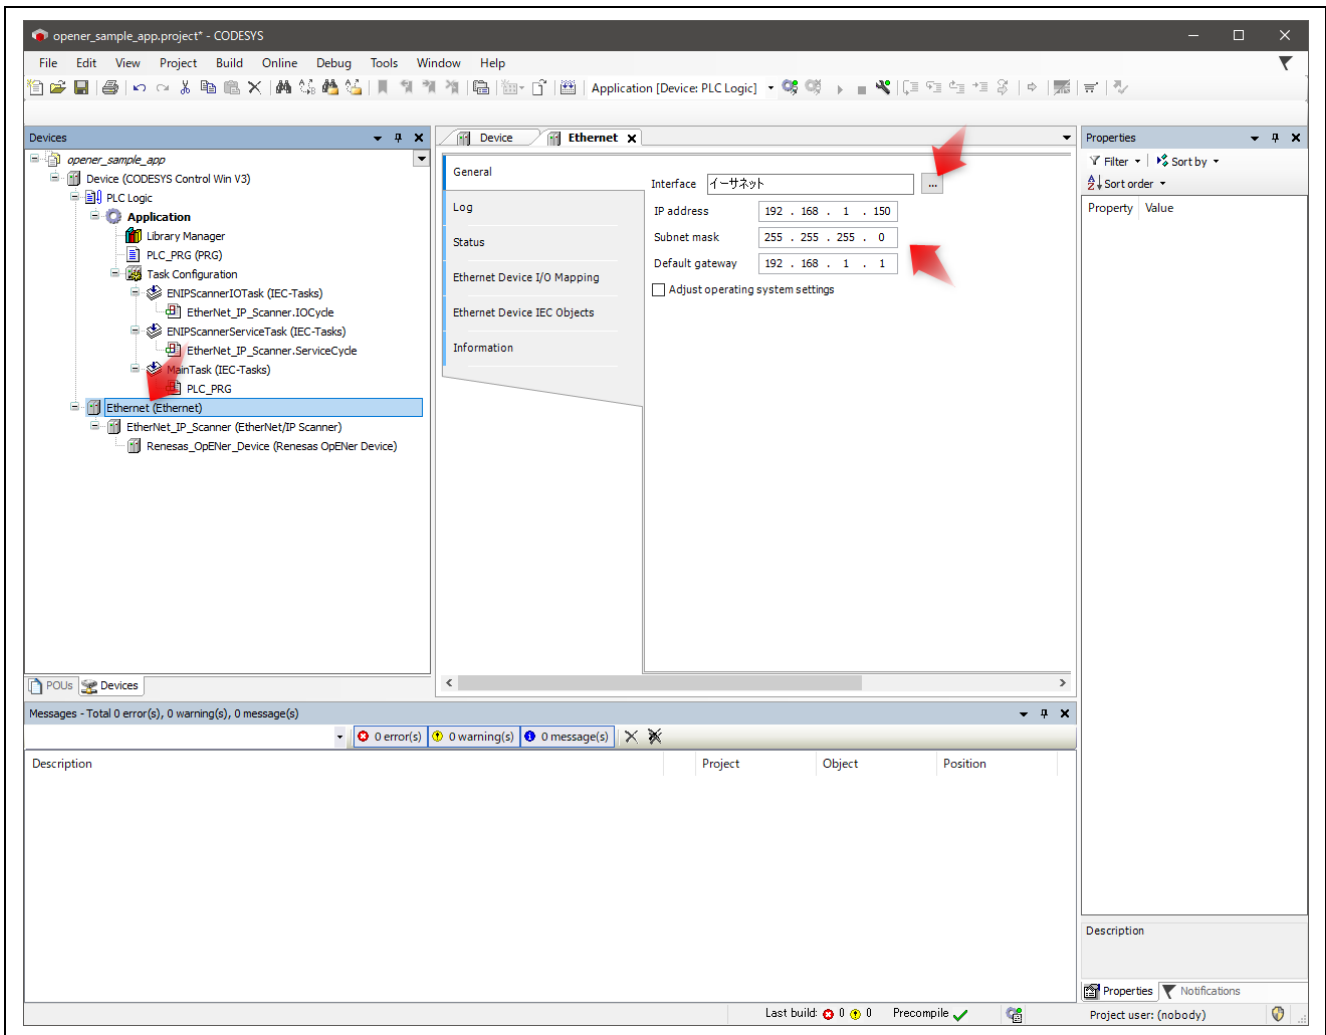 opener_sample_app.project* - CODESYS
File Edit View Project Build Online Debug Tools Window Help
Application [Device: PLC Logic]
Devices
opener_sample_app
Device (CODESYS Control Win V3)
PLC Logic
Application
Library Manager
PLC_PRG (PRG)
Task Configuration
ENIPScannerIOTask (IEC-Tasks)
EtherNet_IP_Scanner.IOCycle
ENIPScannerServiceTask (IEC-Tasks)
EtherNet_IP_Scanner.ServiceCycle
MainTask (IEC-Tasks)
PLC_PRG
Ethernet (Ethernet)
EtherNet_IP_Scanner (EtherNet/IP Scanner)
Renesas_OpENer_Device (Renesas OpENer Device)
POUs Devices
Device Ethernet
General
Log
Status
Ethernet Device I/O Mapping
Ethernet Device IEC Objects
Information
Interface イーサネット ...
IP address 192 . 168 . 1 . 150
Subnet mask 255 . 255 . 255 . 0
Default gateway 192 . 168 . 1 . 1
Adjust operating system settings
Properties
Filter Sort by
Sort order
Property Value
Description
Properties Notifications
Messages - Total 0 error(s), 0 warning(s), 0 message(s)
0 error(s) 0 warning(s) 0 message(s)
Description Project Object Position
Last build: 0 0 Precompile Project user: (nobody)